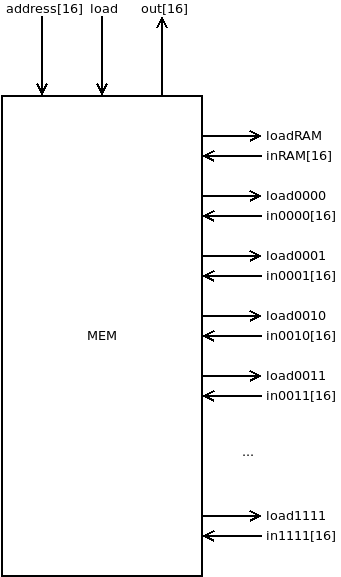 address[16] load out[16]
loadRAM
inRAM[16]
load0000
in0000[16]
load0001
in0001[16]
load0010
MEM
in0010[16]
load0011
in0011[16]
...
load1111
in1111[16]